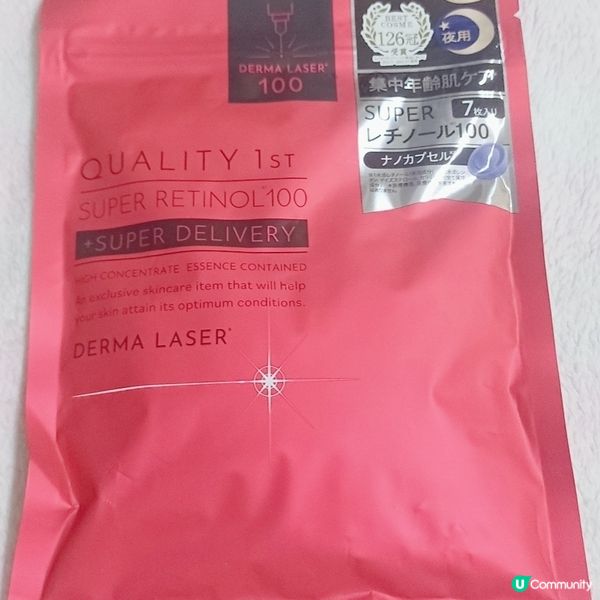 DERMA LASER®
100
BEST
COSME
126冠
受賞
夜用
集中年齢肌ケア
SUPER
7枚入り
レチノール100
ナノカプセル
QUALITY 1ST
SUPER RETINOL 100
+SUPER DELIVERY
HIGH CONCENTRATE ESSENCE CONTAINED
An exclusive skincare item that will help
your skin attain its optimum conditions.
DERMA LASER®
U Community